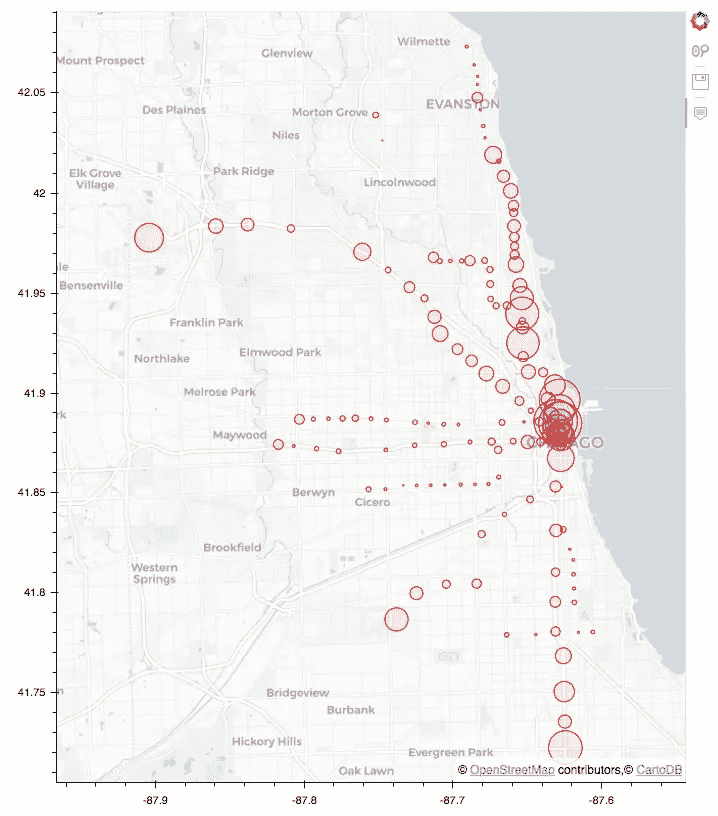 Wilmette
Glenview
Mount Prospect
42.05
EVANSTON
Des Plaines
Morton Grove
Niles
Elk Grove
Village
Park Ridge
Lincolnwood
42
41.95
Bensenville
Franklin Park
Northlake
Elmwood Park
41.9
Melrose Park
Maywood
41.85
Berwyn
Cicero
Brookfield
Western
Springs
41.8
41.75
Bridgeview
Burbank
Hickory Hills
Evergreen Park
Oak Lawn
© OpenStreetMap contributors,© CartoDB
-87.9
-87.8
-87.7
-87.6